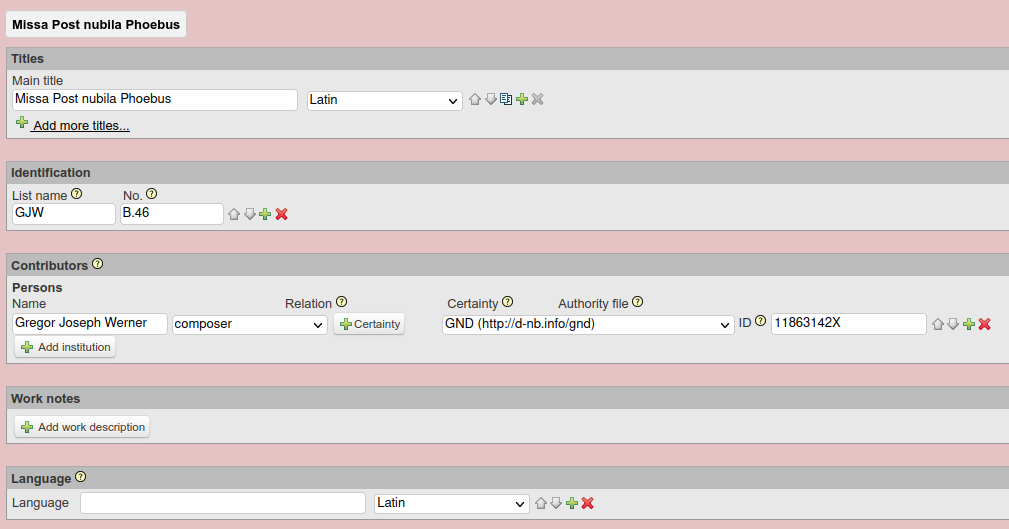 Missa Post nubila Phoebus
Titles
Main title
Missa Post nubila Phoebus Latin
Add more titles...
Identification
List name ? No. ?
GJW B.46
Contributors ?
Persons
Name Relation ? Certainty ? Authority file ?
Gregor Joseph Werner composer Certainty GND (http://d-nb.info/gnd) ID ? 11863142X
Add institution
Work notes
Add work description
Language ?
Language Latin